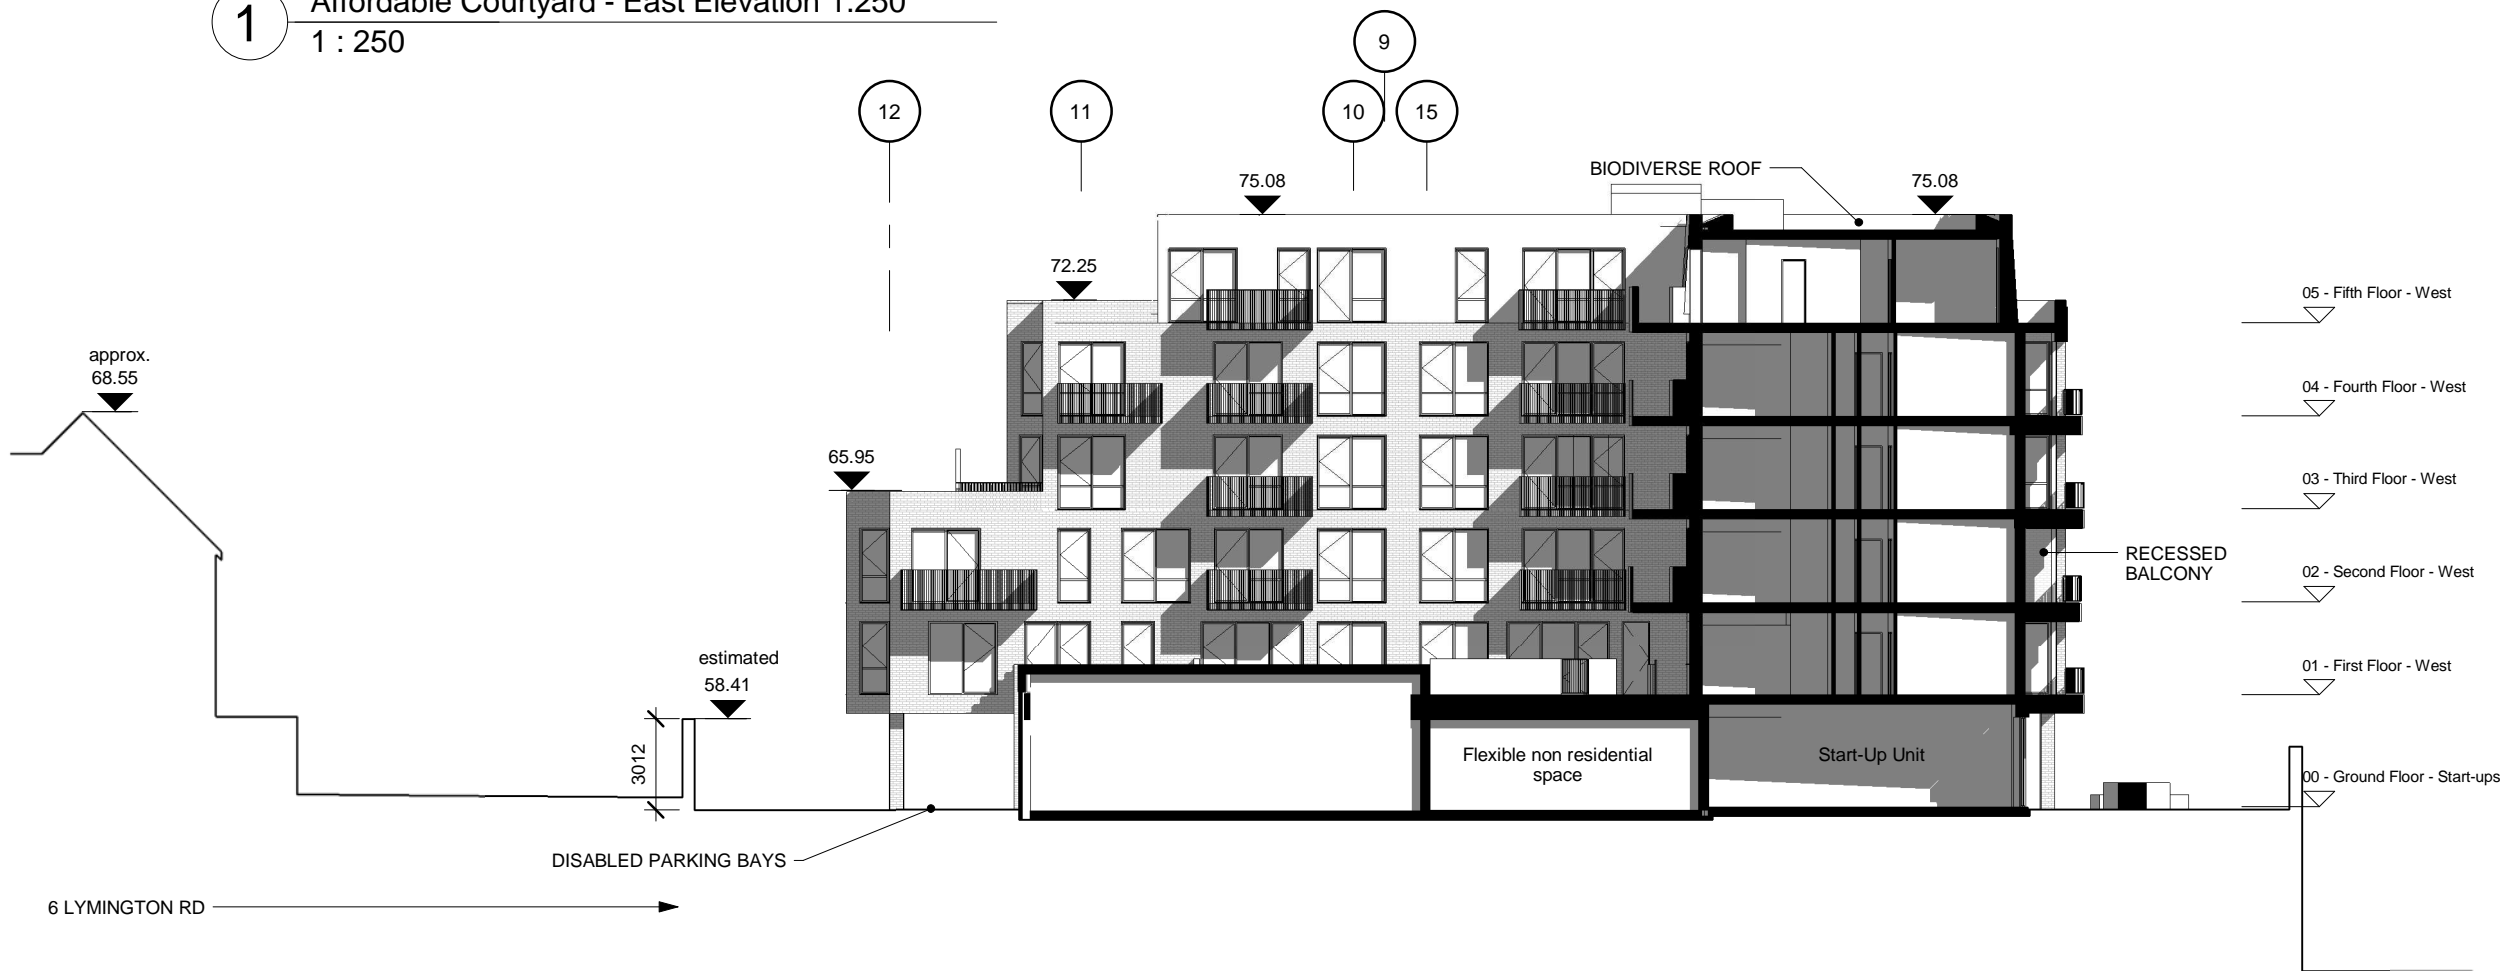 Affordable Courtyard - East Elevation 1:250
1
1 : 250
9
12
11
10
15
BIODIVERSE ROOF
75.08
75.08
72.25
05 - Fifth Floor - West
approx.
68.55
04 - Fourth Floor - West
65.95
03 - Third Floor - West
RECESSED
BALCONY
02 - Second Floor - West
estimated
58.41
01 - First Floor - West
3012
Flexible non residential
space
Start-Up Unit
00 - Ground Floor - Start-ups
DISABLED PARKING BAYS
6 LYMINGTON RD